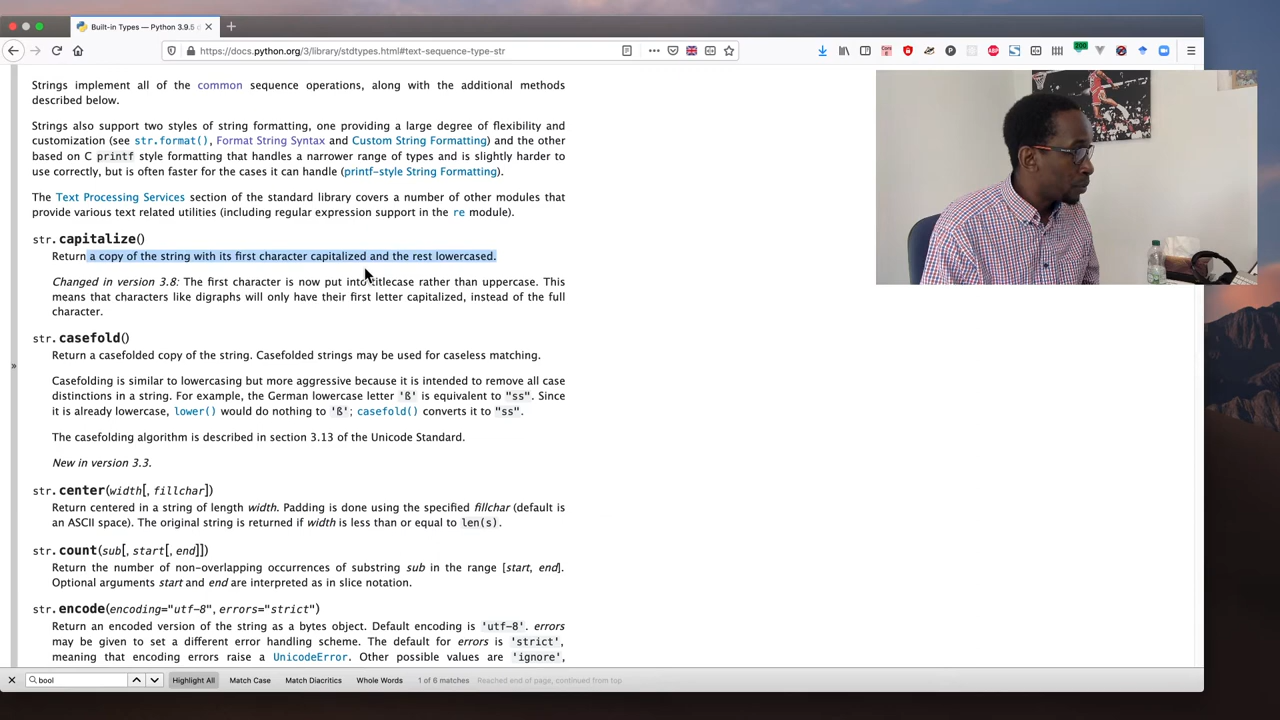 Built-in Types — Python 3.9.5 d
https://docs.python.org/3/library/stdtypes.html#text-sequence-type-str
Strings implement all of the common sequence operations, along with the additional methods
described below.
Strings also support two styles of string formatting, one providing a large degree of flexibility and
customization (see str.format(), Format String Syntax and Custom String Formatting) and the other
based on C printf style formatting that handles a narrower range of types and is slightly harder to
use correctly, but is often faster for the cases it can handle (printf-style String Formatting).
The Text Processing Services section of the standard library covers a number of other modules that
provide various text related utilities (including regular expression support in the re module).
str.capitalize()
Return a copy of the string with its first character capitalized and the rest lowercased.
Changed in version 3.8: The first character is now put into titlecase rather than uppercase. This
means that characters like digraphs will only have their first letter capitalized, instead of the full
character.
str.casefold()
Return a casefolded copy of the string. Casefolded strings may be used for caseless matching.
Casefolding is similar to lowercasing but more aggressive because it is intended to remove all case
distinctions in a string. For example, the German lowercase letter 'ß' is equivalent to "ss". Since
it is already lowercase, lower() would do nothing to 'ß'; casefold() converts it to "ss".
The casefolding algorithm is described in section 3.13 of the Unicode Standard.
New in version 3.3.
str.center(width[, fillchar])
Return centered in a string of length width. Padding is done using the specified fillchar (default is
an ASCII space). The original string is returned if width is less than or equal to len(s).
str.count(sub[, start[, end]])
Return the number of non-overlapping occurrences of substring sub in the range [start, end].
Optional arguments start and end are interpreted as in slice notation.
str.encode(encoding="utf-8", errors="strict")
Return an encoded version of the string as a bytes object. Default encoding is 'utf-8'. errors
may be given to set a different error handling scheme. The default for errors is 'strict',
meaning that encoding errors raise a UnicodeError. Other possible values are 'ignore',
bool Highlight All Match Case Match Diacritics Whole Words 1 of 6 matches Reached end of page, continued from top